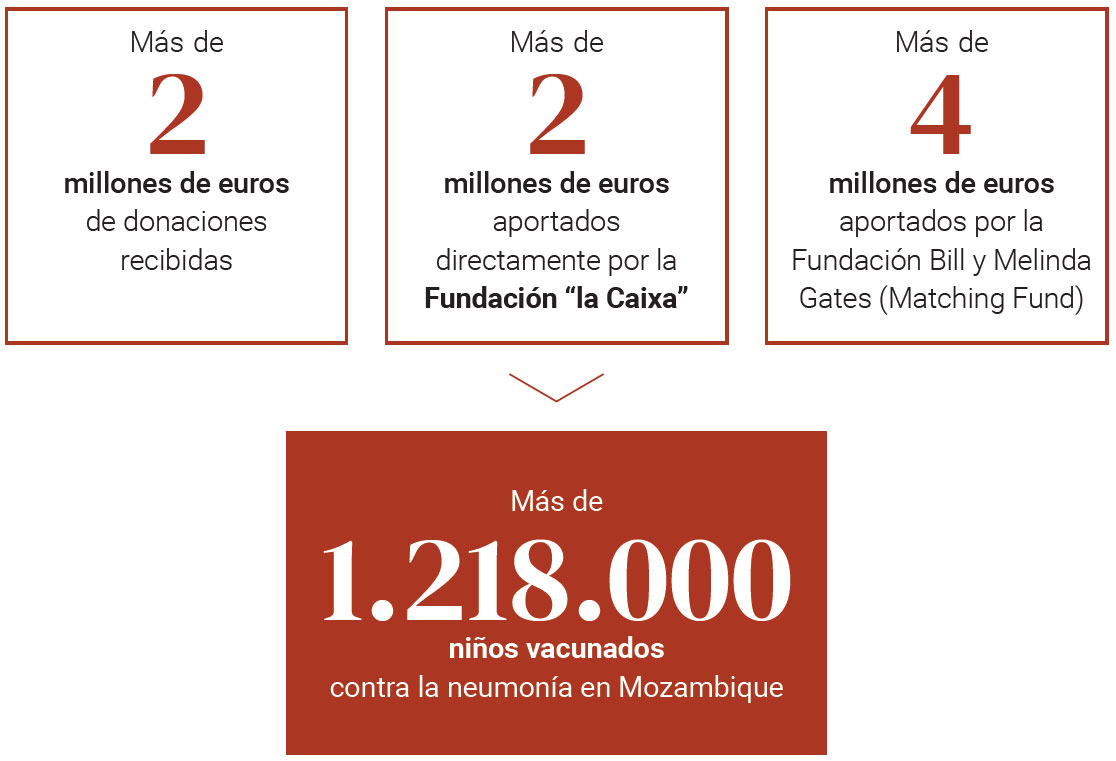 Más de
2
millones de euros
de donaciones
recibidas
Más de
2
millones de euros
aportados
directamente por la
Fundación “la Caixa”
Más de
4
millones de euros
aportados por la
Fundación Bill y Melinda
Gates (Matching Fund)
Más de
1.218.000
niños vacunados
contra la neumonía en Mozambique